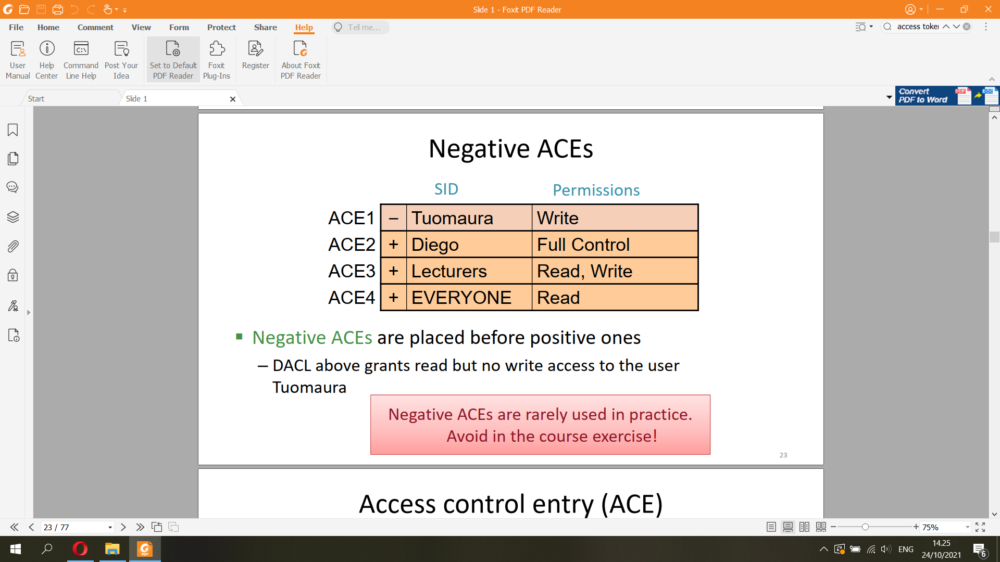 Slide 1 - Foxit PDF Reader
File Home Comment View Form Protect Share Help Tell me...
access token
User Manual
Help Center
C:\
Command Line Help
Post Your Idea
Set to Default PDF Reader
Foxit Plug-Ins
Register
About Foxit PDF Reader
Start
Slide 1
Convert
PDF to Word
PDF DOC
Negative ACEs
SID Permissions
ACE1 – Tuomaura Write
ACE2 + Diego Full Control
ACE3 + Lecturers Read, Write
ACE4 + EVERYONE Read
Negative ACEs are placed before positive ones
– DACL above grants read but no write access to the user
Tuomaura
Negative ACEs are rarely used in practice.
Avoid in the course exercise!
23
Access control entry (ACE)
23 / 77
75%
PDF
ENG
14.25
24/10/2021
6